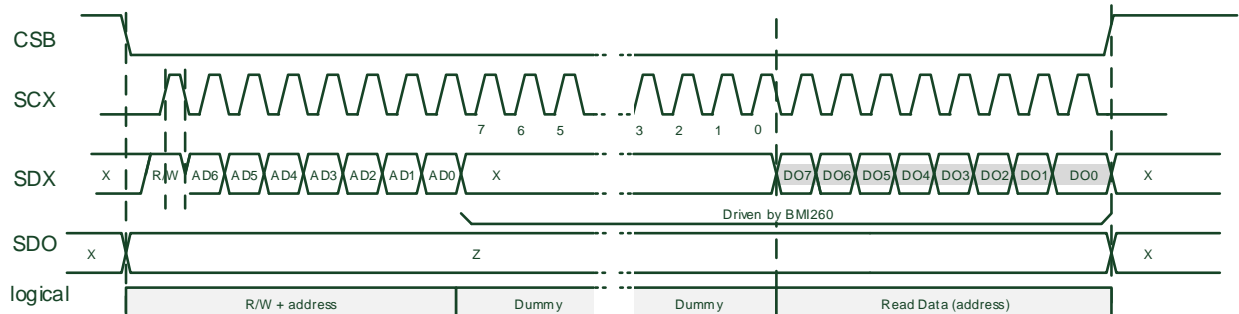 CSB
SCX
7 6 5 3 2 1 0
SDX X R/W AD6 AD5 AD4 AD3 AD2 AD1 AD0 X DO7 DO6 DO5 DO4 DO3 DO2 DO1 DO0 X
Driven by BMI260
SDO X Z X
logical R/W + address Dummy Dummy Read Data (address)